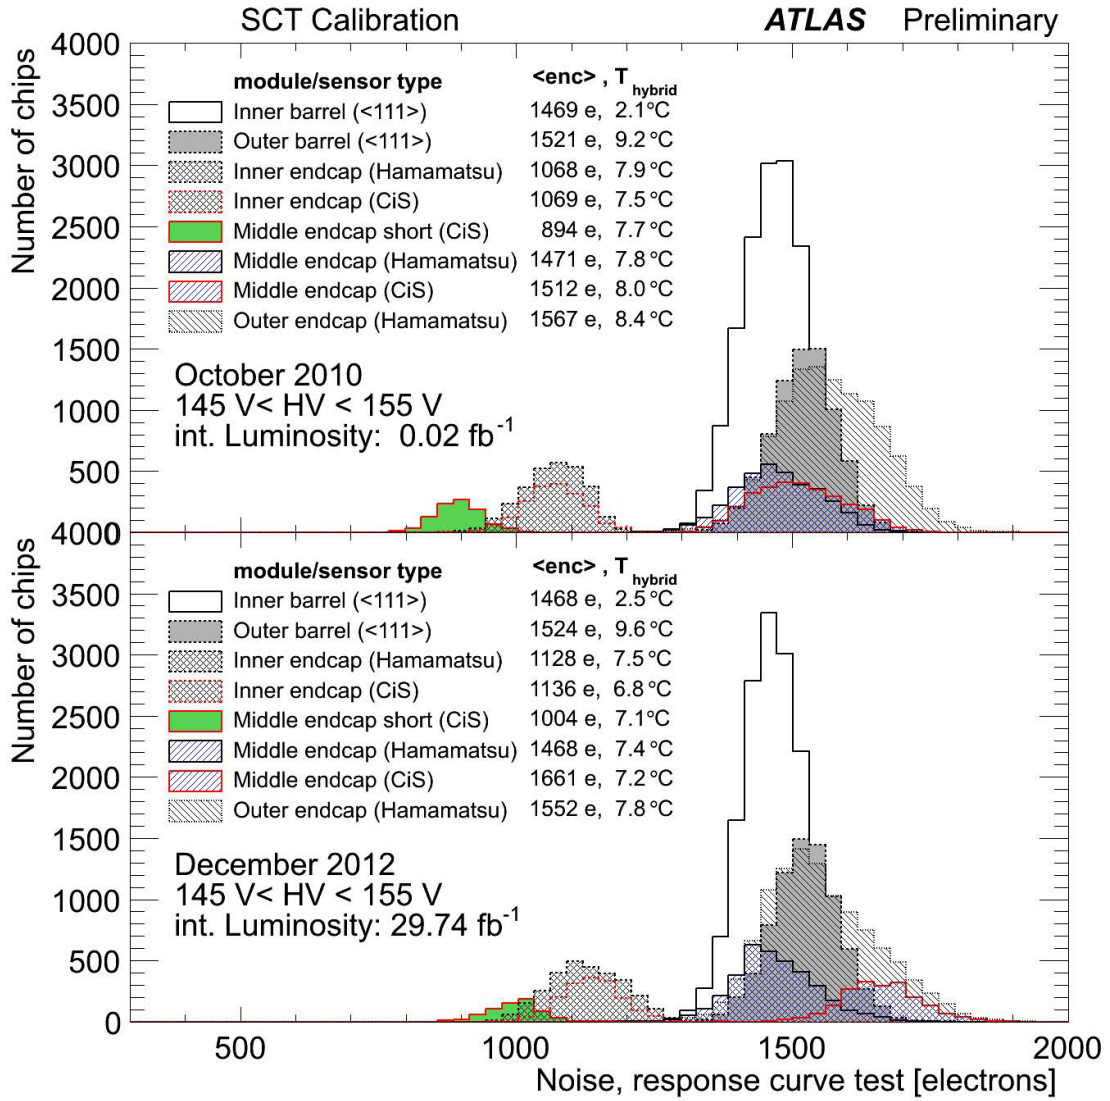 SCT Calibration ATLAS Preliminary
4000
3500
3000
2500
2000
1500
1000
500
0
Number of chips
module/sensor type <enc> , T hybrid
Inner barrel (<111>) 1469 e, 2.1°C
Outer barrel (<111>) 1521 e, 9.2°C
Inner endcap (Hamamatsu) 1068 e, 7.9°C
Inner endcap (CiS) 1069 e, 7.5°C
Middle endcap short (CiS) 894 e, 7.7°C
Middle endcap (Hamamatsu) 1471 e, 7.8°C
Middle endcap (CiS) 1512 e, 8.0°C
Outer endcap (Hamamatsu) 1567 e, 8.4°C
October 2010
145 V< HV < 155 V
int. Luminosity: 0.02 fb-1
4000
3500
3000
2500
2000
1500
1000
500
0
Number of chips
module/sensor type <enc> , T hybrid
Inner barrel (<111>) 1468 e, 2.5°C
Outer barrel (<111>) 1524 e, 9.6°C
Inner endcap (Hamamatsu) 1128 e, 7.5°C
Inner endcap (CiS) 1136 e, 6.8°C
Middle endcap short (CiS) 1004 e, 7.1°C
Middle endcap (Hamamatsu) 1468 e, 7.4°C
Middle endcap (CiS) 1661 e, 7.2°C
Outer endcap (Hamamatsu) 1552 e, 7.8°C
December 2012
145 V< HV < 155 V
int. Luminosity: 29.74 fb-1
500 1000 1500 2000
Noise, response curve test [electrons]